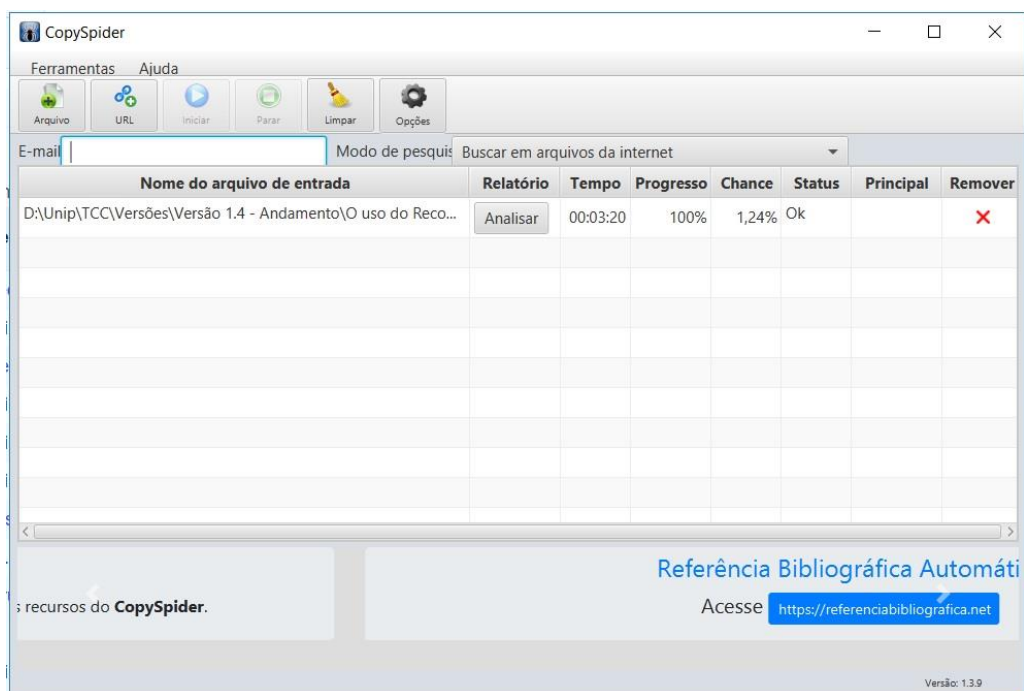 CopySpider
Ferramentas Ajuda
Arquivo URL Iniciar Parar Limpar Opções
E-mail Modo de pesquis Buscar em arquivos da internet
Nome do arquivo de entrada Relatório Tempo Progresso Chance Status Principal Remover
D:\Unip\TCC\Versões\Versão 1.4 - Andamento\O uso do Reco... Analisar 00:03:20 100% 1,24% Ok
Referência Bibliográfica Automáti
s recursos do CopySpider. Acesse https://referenciabibliografica.net
Versão: 1.3.9